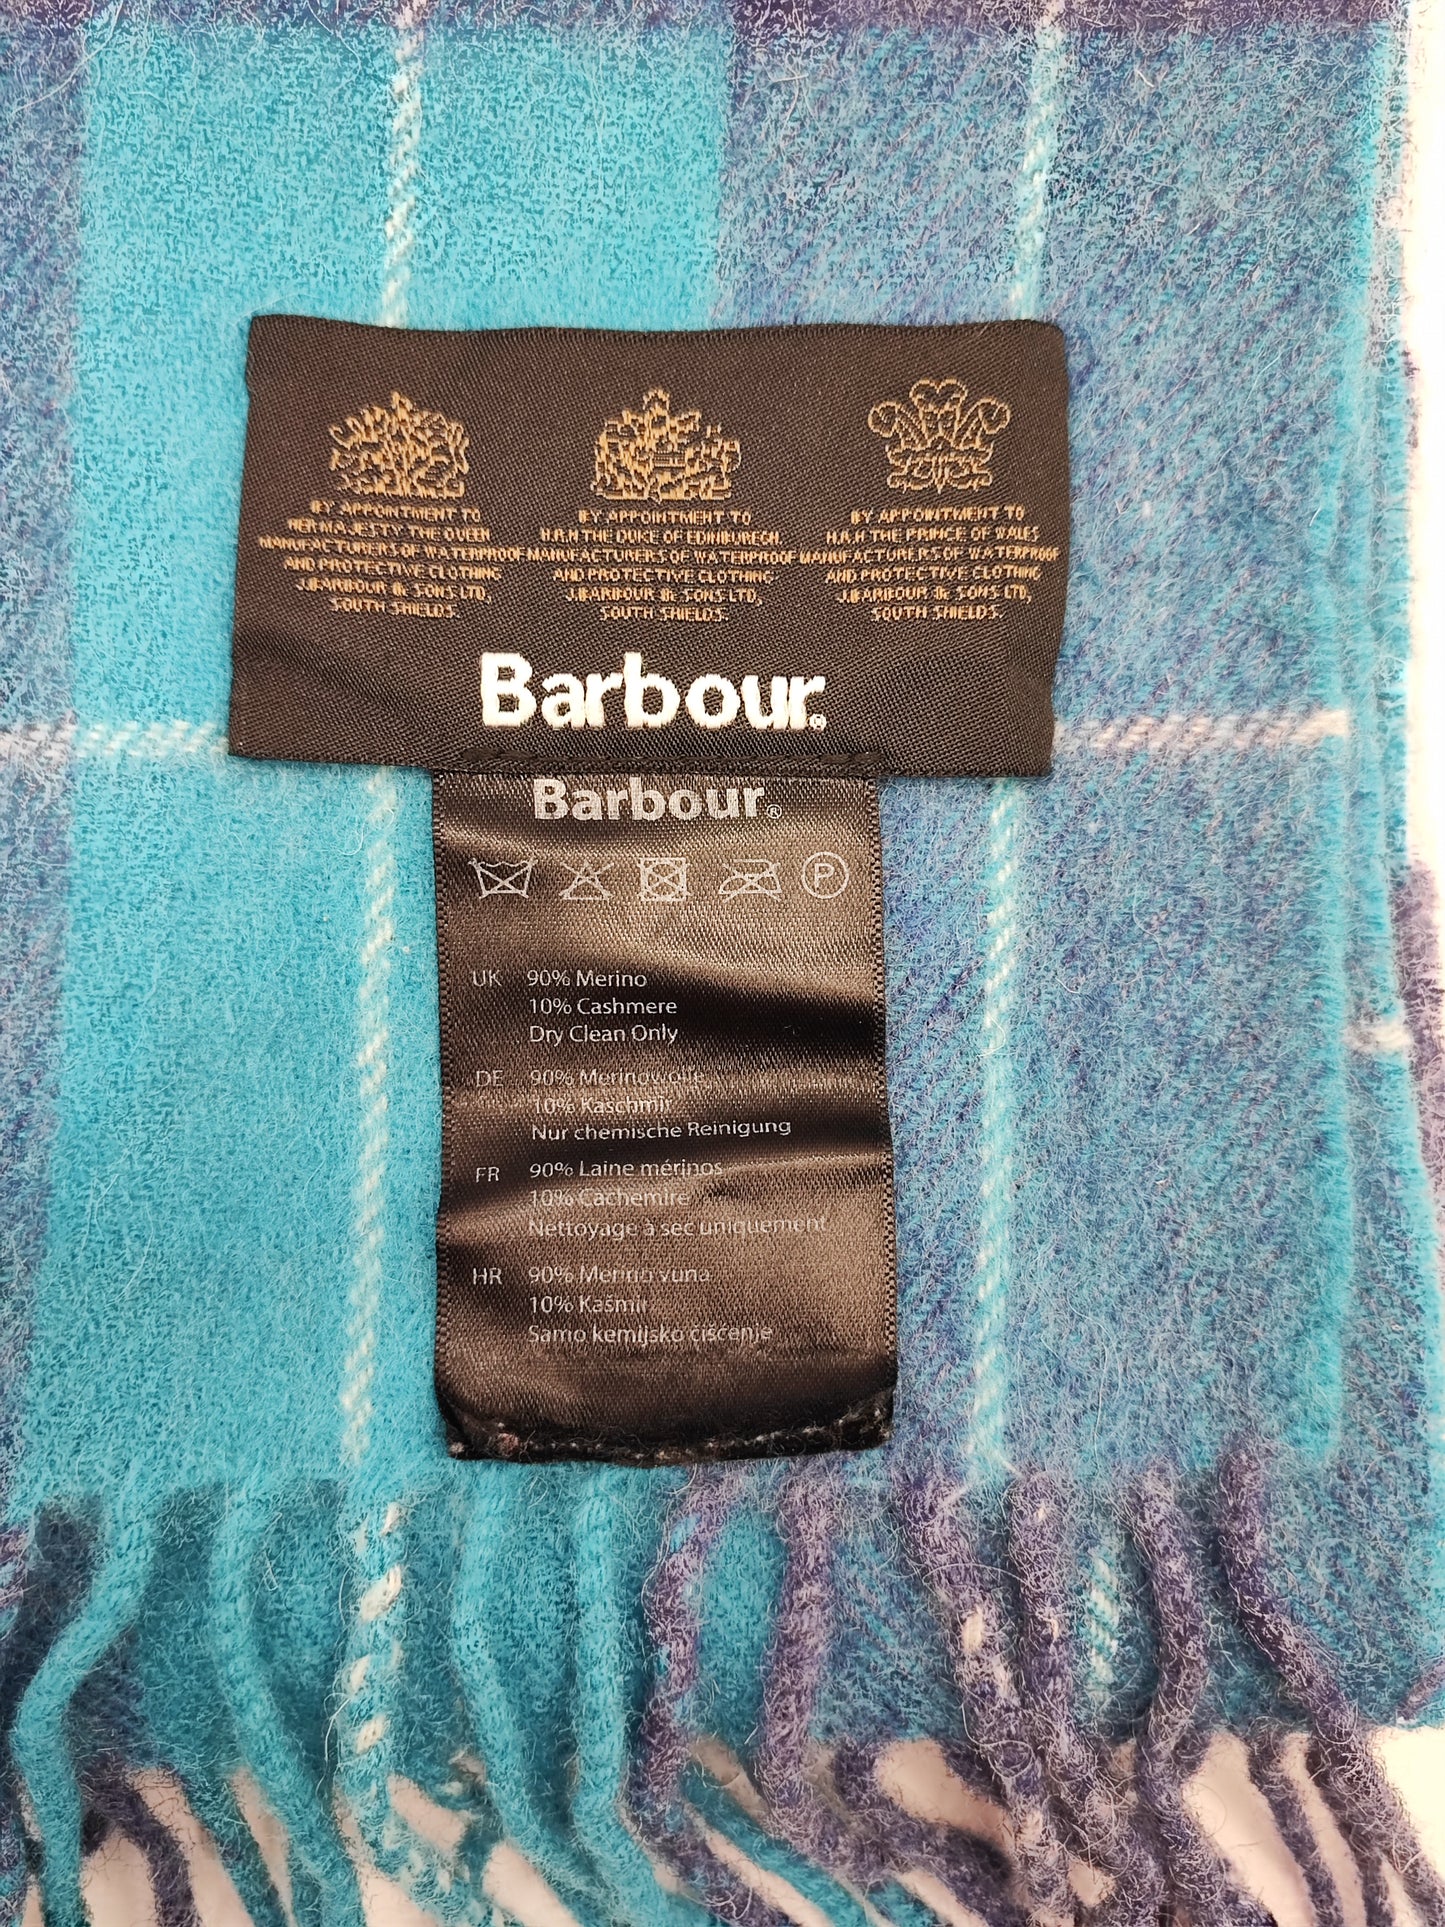 BY APPOINTMENT TO
HER MAJESTY THE QUEEN
MANUFACTURERS OF WATERPROOF
AND PROTECTIVE CLOTHING
J.BARBOUR & SONS LTD,
SOUTH SHIELDS.
BY APPOINTMENT TO
H.R.H THE DUKE OF EDINBURGH,
MANUFACTURERS OF WATERPROOF
AND PROTECTIVE CLOTHING
J.BARBOUR & SONS LTD,
SOUTH SHIELDS.
BY APPOINTMENT TO
H.R.H THE PRINCE OF WALES
MANUFACTURERS OF WATERPROOF
AND PROTECTIVE CLOTHING
J.BARBOUR & SONS LTD,
SOUTH SHIELDS.
Barbour®
Barbour®
P
UK 90% Merino
10% Cashmere
Dry Clean Only
DE 90% Merinowolle
10% Kaschmir
Nur chemische Reinigung
FR 90% Laine mérinos
10% Cachemire
Nettoyage à sec uniquement
HR 90% Merino vuna
10% Kašmir
Samo kemijsko čišćenje